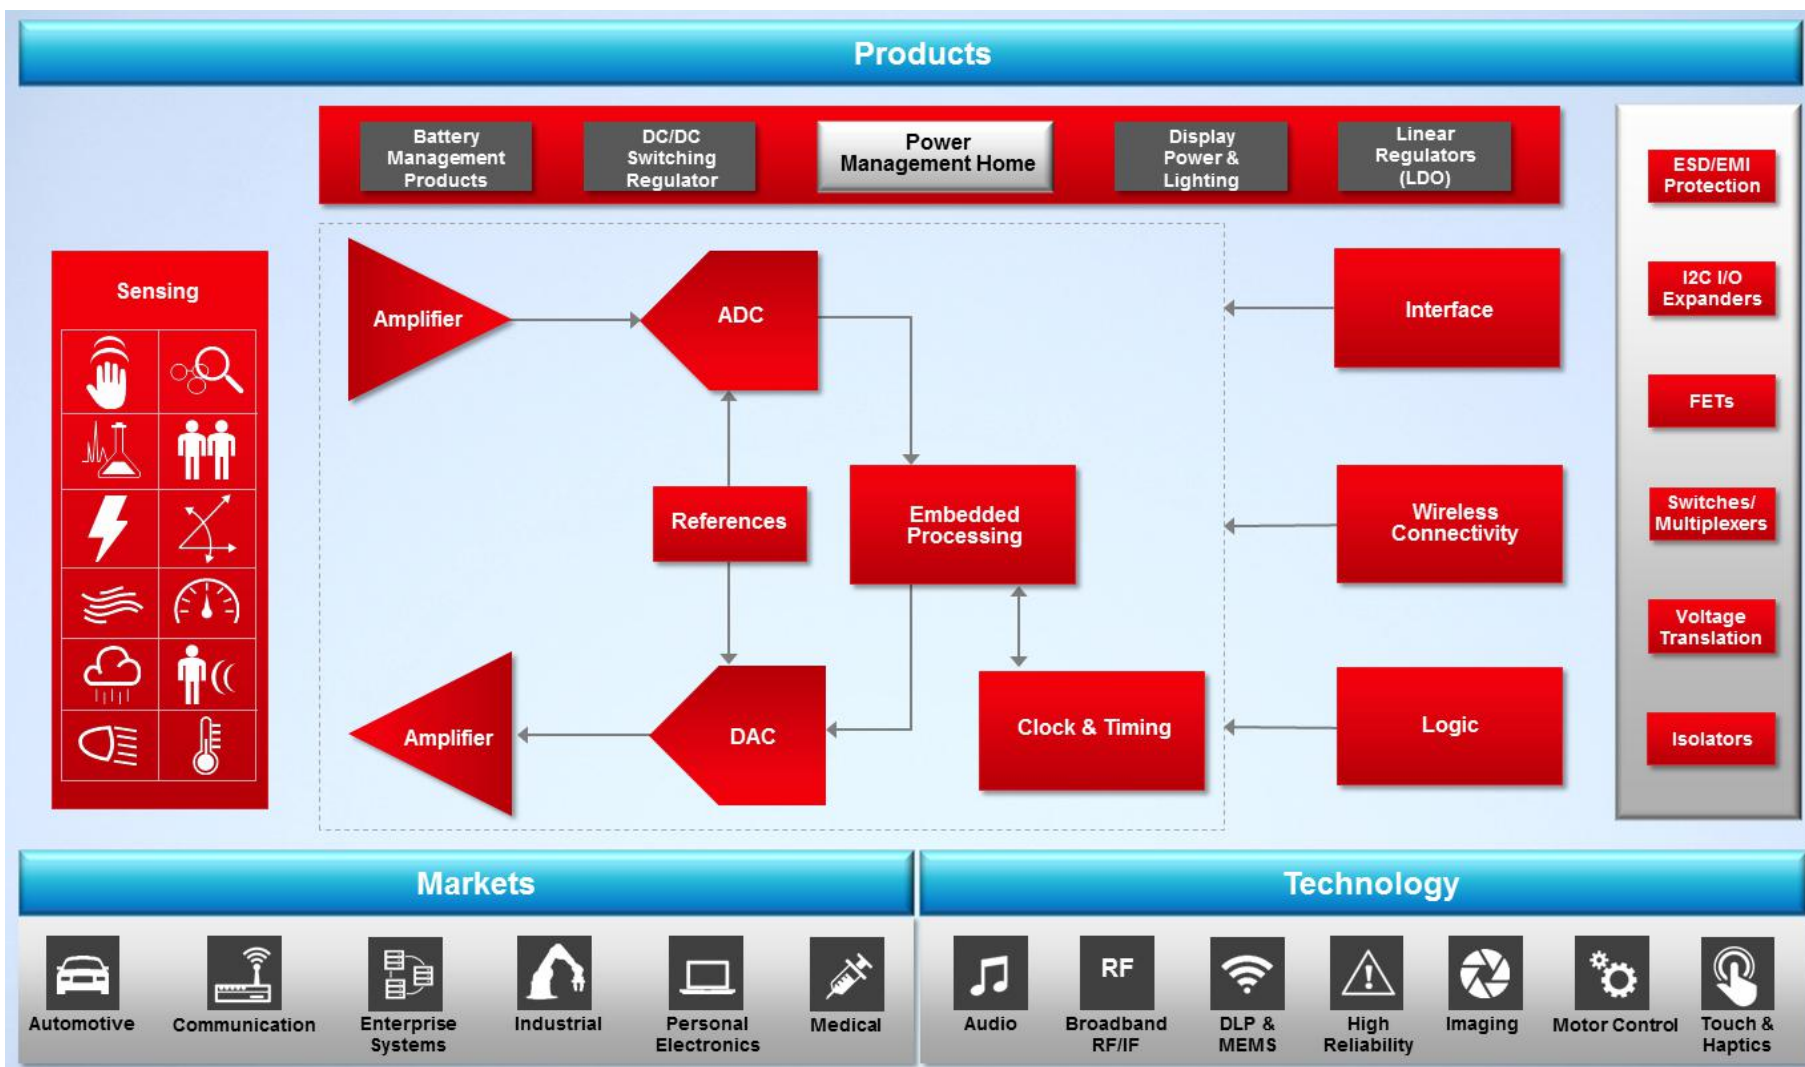 Products
Battery
Management
Products
DC/DC
Switching
Regulator
Power
Management Home
Display
Power &
Lighting
Linear
Regulators
(LDO)
Sensing
Amplifier
ADC
References
Embedded
Processing
Amplifier
DAC
Clock & Timing
Interface
Wireless
Connectivity
Logic
ESD/EMI
Protection
I2C I/O
Expanders
FETs
Switches/
Multiplexers
Voltage
Translation
Isolators
Markets
Automotive
Communication
Enterprise
Systems
Industrial
Personal
Electronics
Medical
Technology
Audio
RF
Broadband
RF/IF
DLP &
MEMS
High
Reliability
Imaging
Motor Control
Touch &
Haptics